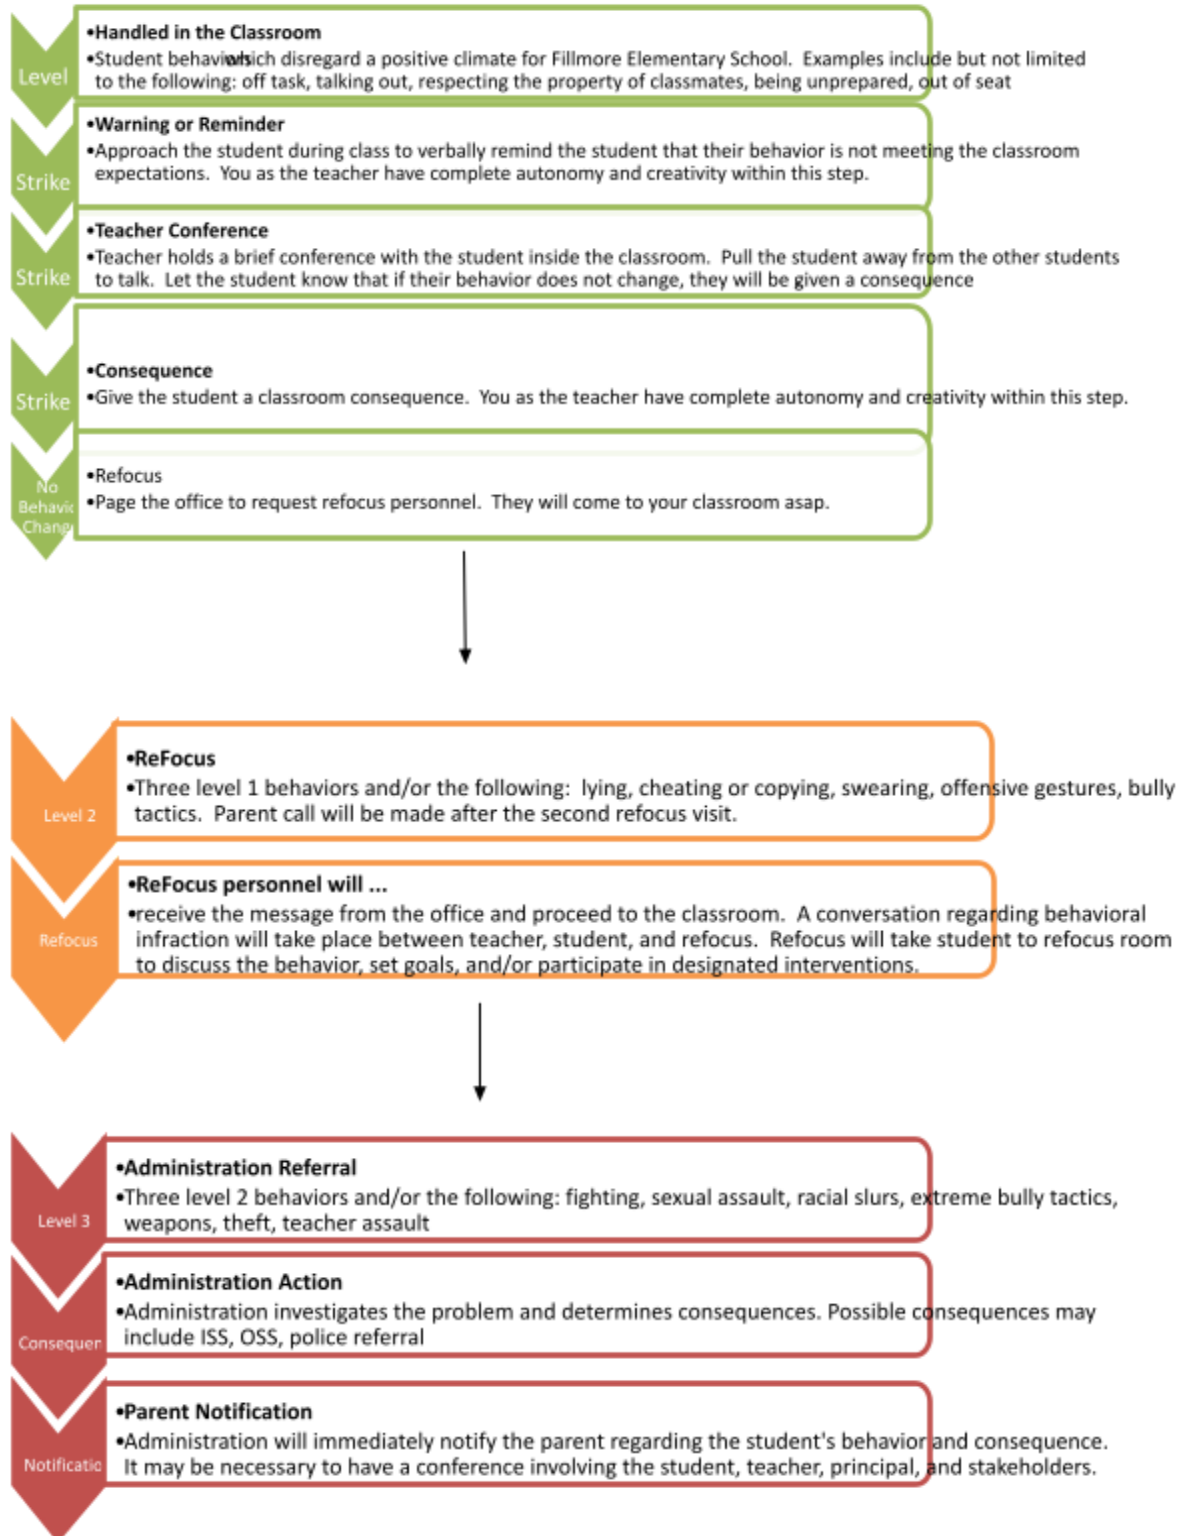 •Handled in the Classroom
•Student behaviors which disregard a positive climate for Fillmore Elementary School. Examples include but not limited
to the following: off task, talking out, respecting the property of classmates, being unprepared, out of seat
Level
•Warning or Reminder
•Approach the student during class to verbally remind the student that their behavior is not meeting the classroom
expectations. You as the teacher have complete autonomy and creativity within this step.
Strike
•Teacher Conference
•Teacher holds a brief conference with the student inside the classroom. Pull the student away from the other students
to talk. Let the student know that if their behavior does not change, they will be given a consequence
Strike
•Consequence
•Give the student a classroom consequence. You as the teacher have complete autonomy and creativity within this step.
Strike
•Refocus
•Page the office to request refocus personnel. They will come to your classroom asap.
No
Behavic
Chang
•ReFocus
•Three level 1 behaviors and/or the following: lying, cheating or copying, swearing, offensive gestures, bully
tactics. Parent call will be made after the second refocus visit.
Level 2
•ReFocus personnel will ...
•receive the message from the office and proceed to the classroom. A conversation regarding behavioral
infraction will take place between teacher, student, and refocus. Refocus will take student to refocus room
to discuss the behavior, set goals, and/or participate in designated interventions.
Refocus
•Administration Referral
•Three level 2 behaviors and/or the following: fighting, sexual assault, racial slurs, extreme bully tactics,
weapons, theft, teacher assault
Level 3
•Administration Action
•Administration investigates the problem and determines consequences. Possible consequences may
include ISS, OSS, police referral
Consequen
•Parent Notification
•Administration will immediately notify the parent regarding the student's behavior and consequence.
It may be necessary to have a conference involving the student, teacher, principal, and stakeholders.
Notificatio